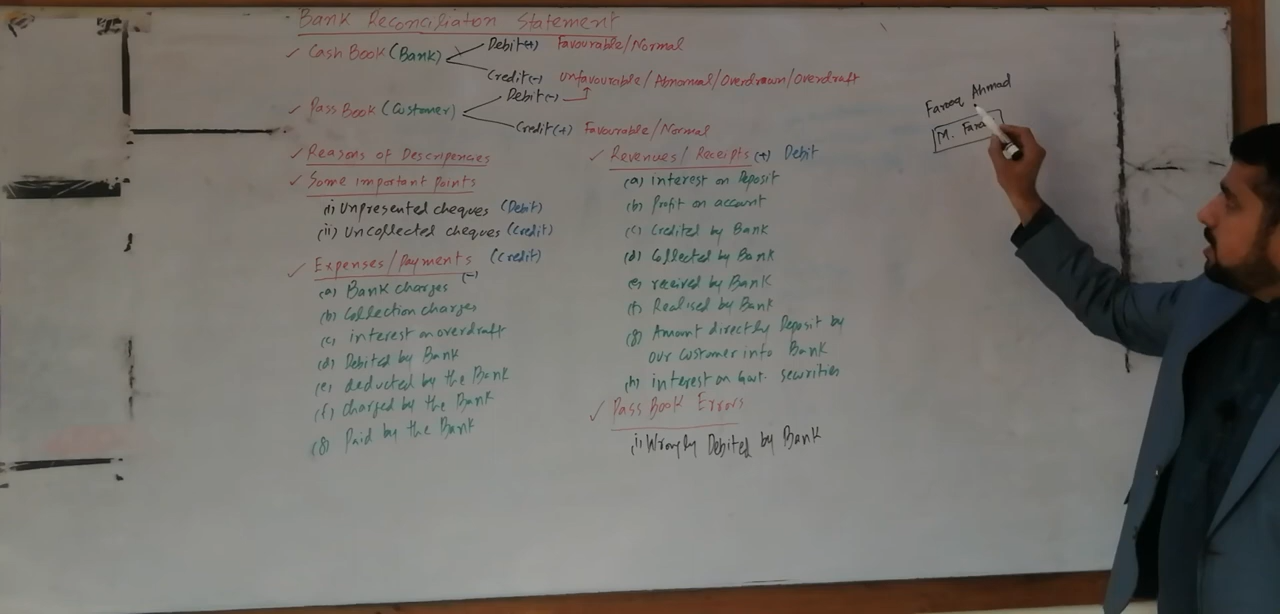 Bank Reconciliation Statement
✓ Cash Book (Bank)
Debit(+) Favourable/Normal
Credit(-) Unfavourable/Abnormal/Overdrawn/Overdraft
✓ Pass Book (Customer)
Debit(-)
Credit(+) Favourable/Normal
✓ Reasons of Descripencies
✓ Some important points
(i) Unpresented cheques (Debit)
(ii) Uncollected cheques (Credit)
✓ Expenses/Payments (Credit)
(-)
(a) Bank charges
(b) Collection charges
(c) interest on overdraft
(d) Debited by Bank
(e) deducted by the Bank
(f) charged by the Bank
(g) Paid by the Bank
✓ Revenues/Receipts (+) Debit
(a) interest on Deposit
(b) Profit on account
(c) Credited by Bank
(d) Collected by Bank
(e) received by Bank
(f) Realised by Bank
(g) Amount directly Deposit by
our customer into Bank
(h) interest on Govt. securities
✓ Pass Book Errors
(i) Wrongly Debited by Bank
Farooq Ahmad
M.